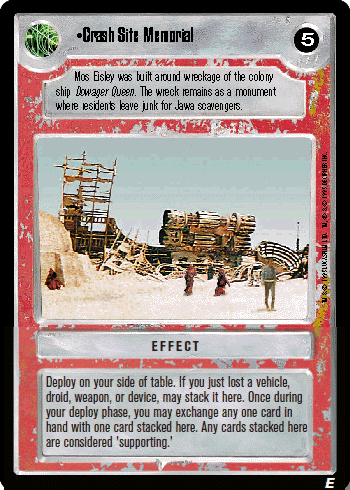 •Crash Site Memorial
5
Mos Eisley was built around wreckage of the colony
ship Dowager Queen. The wreck remains as a monument
where residents leave junk for Jawa scavengers.
EFFECT
Deploy on your side of table. If you just lost a vehicle,
droid, weapon, or device, may stack it here. Once during
your deploy phase, you may exchange any one card in
hand with one card stacked here. Any cards stacked
here are considered 'supporting.'
E